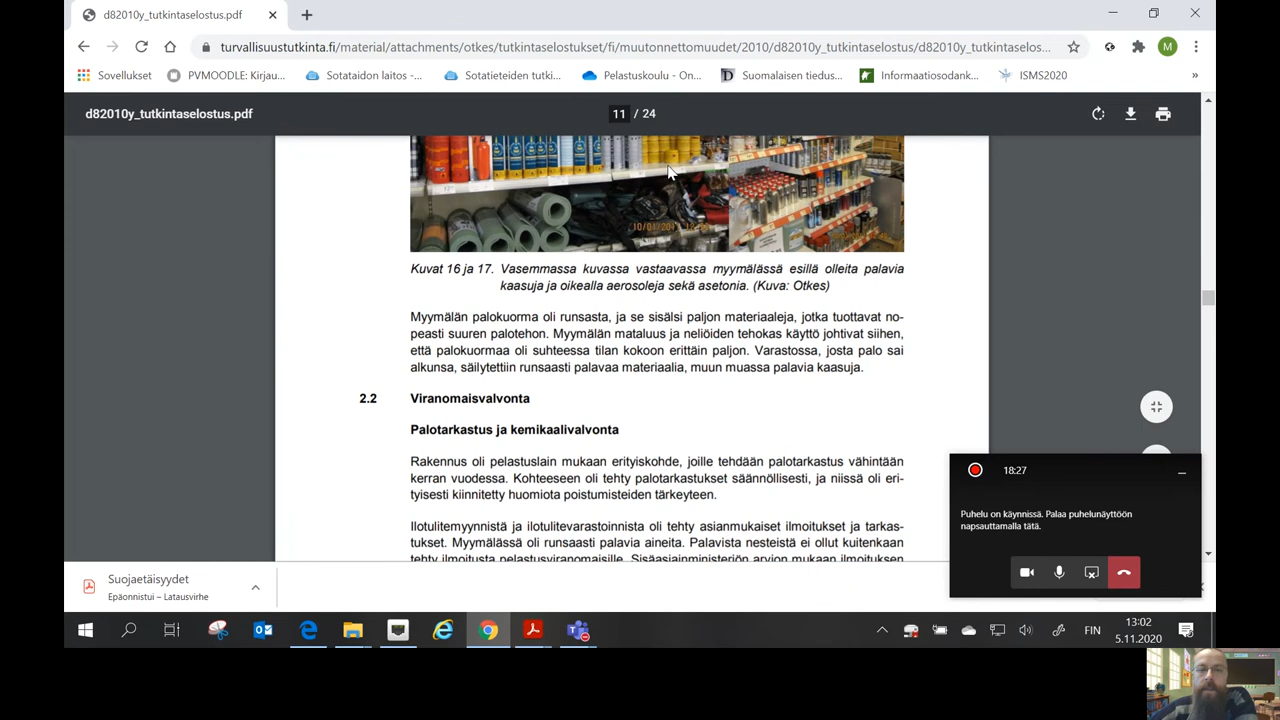 d82010y_tutkintaselostus.pdf
turvallisuustutkinta.fi/material/attachments/otkes/tutkintaselostukset/fi/muutonnettomuudet/2010/d82010y_tutkintaselostus/d82010y_tutkintaselos...
M
Sovellukset PVMOODLE: Kirjau... Sotataidon laitos -... Sotatieteiden tutki... Pelastuskoulu - On... Suomalaisen tiedus... Informaatiosodank... ISMS2020 »
d82010y_tutkintaselostus.pdf 11 / 24
Kuvat 16 ja 17. Vasemmassa kuvassa vastaavassa myymälässä esillä olleita palavia
kaasuja ja oikealla aerosoleja sekä asetonia. (Kuva: Otkes)
Myymälän palokuorma oli runsasta, ja se sisälsi paljon materiaaleja, jotka tuottavat no-
peasti suuren palotehon. Myymälän mataluus ja neliöiden tehokas käyttö johtivat siihen,
että palokuormaa oli suhteessa tilan kokoon erittäin paljon. Varastossa, josta palo sai
alkunsa, säilytettiin runsaasti palavaa materiaalia, muun muassa palavia kaasuja.
2.2 Viranomaisvalvonta
Palotarkastus ja kemikaalivalvonta
Rakennus oli pelastuslain mukaan erityiskohde, joille tehdään palotarkastus vähintään
kerran vuodessa. Kohteeseen oli tehty palotarkastukset säännöllisesti, ja niissä oli eri-
tyisesti kiinnitetty huomiota poistumisteiden tärkeyteen.
Ilotulitemyynnistä ja ilotulitevarastoinnista oli tehty asianmukaiset ilmoitukset ja tarkas-
tukset. Myymälässä oli runsaasti palavia aineita. Palavista nesteistä ei ollut kuitenkaan
tehty ilmoitusta pelastusviranomaisille. Sisäasiainministeriön arvion mukaan ilmoituksen
18:27
Puhelu on käynnissä. Palaa puhelunäyttöön
napsauttamalla tätä.
Suojaetäisyydet
Epäonnistui – Latausvirhe
FIN
13:02
5.11.2020